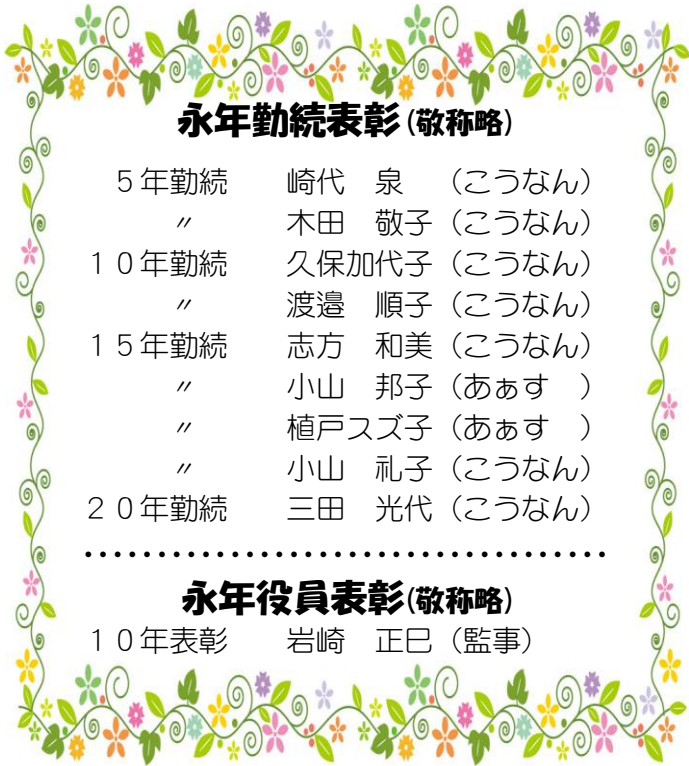 永年勤続表彰(敬称略)
５年勤続　　崎代　泉　（こうなん）
〃　　木田　敬子（こうなん）
１０年勤続　　久保加代子（こうなん）
〃　　渡邉　順子（こうなん）
１５年勤続　　志方　和美（こうなん）
〃　　小山　邦子（あぁす　）
〃　　植戸スズ子（あぁす　）
〃　　小山　礼子（こうなん）
２０年勤続　　三田　光代（こうなん）
永年役員表彰(敬称略)
１０年表彰　　岩崎　正巳（監事）